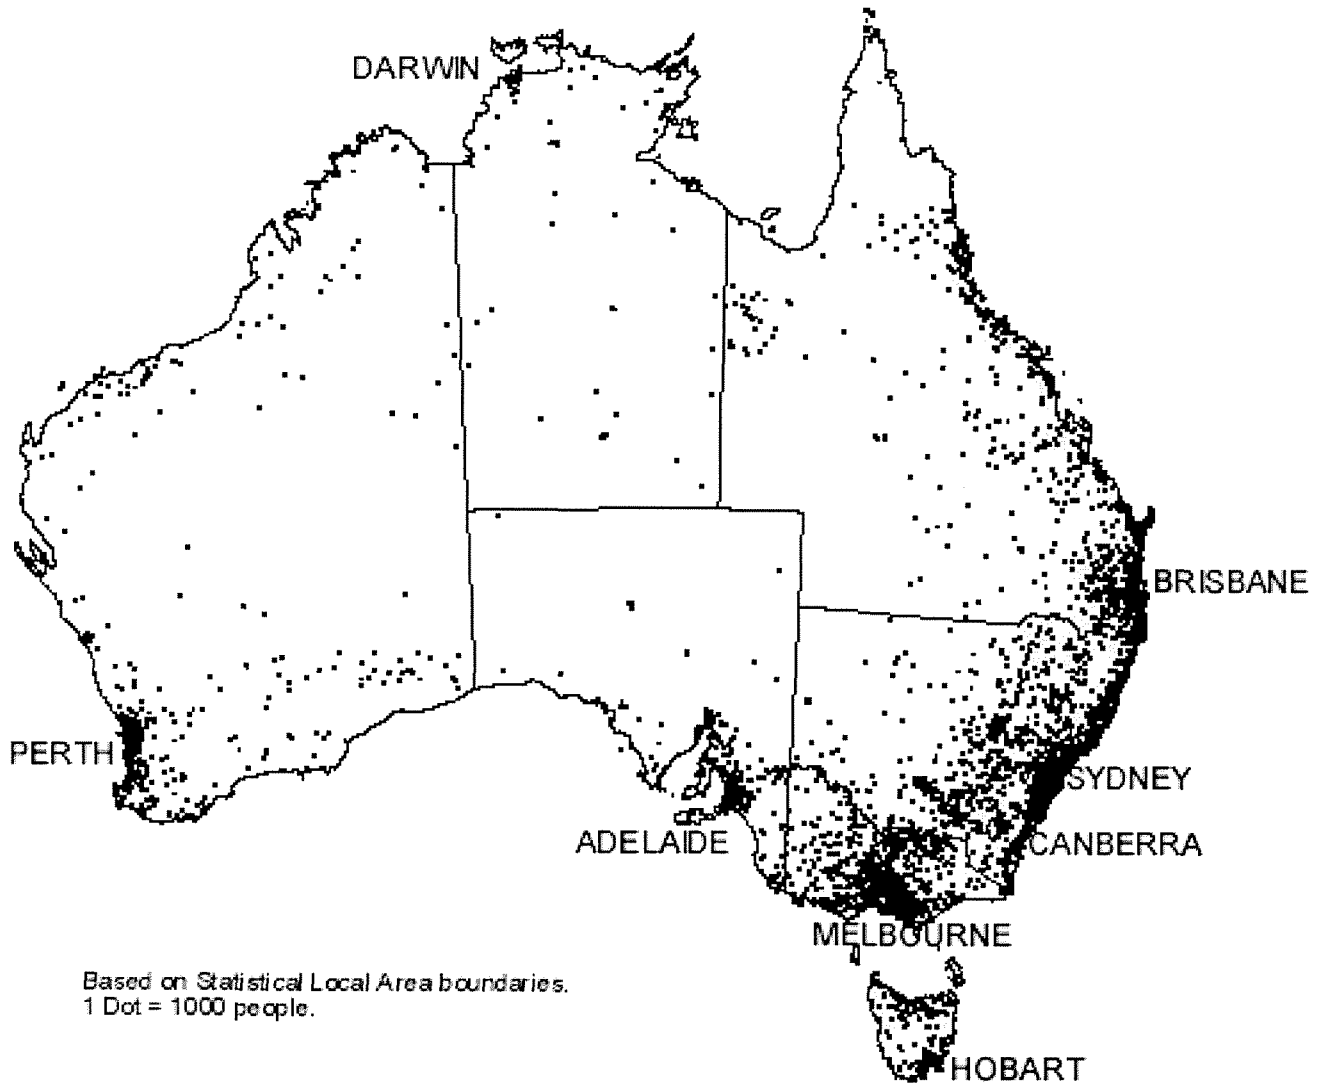 DARWIN
BRISBANE
PERTH
SYDNEY
ADELAIDE
CANBERRA
MELBOURNE
Based on Statistical Local Area boundaries.
1 Dot = 1000 people.
HOBART